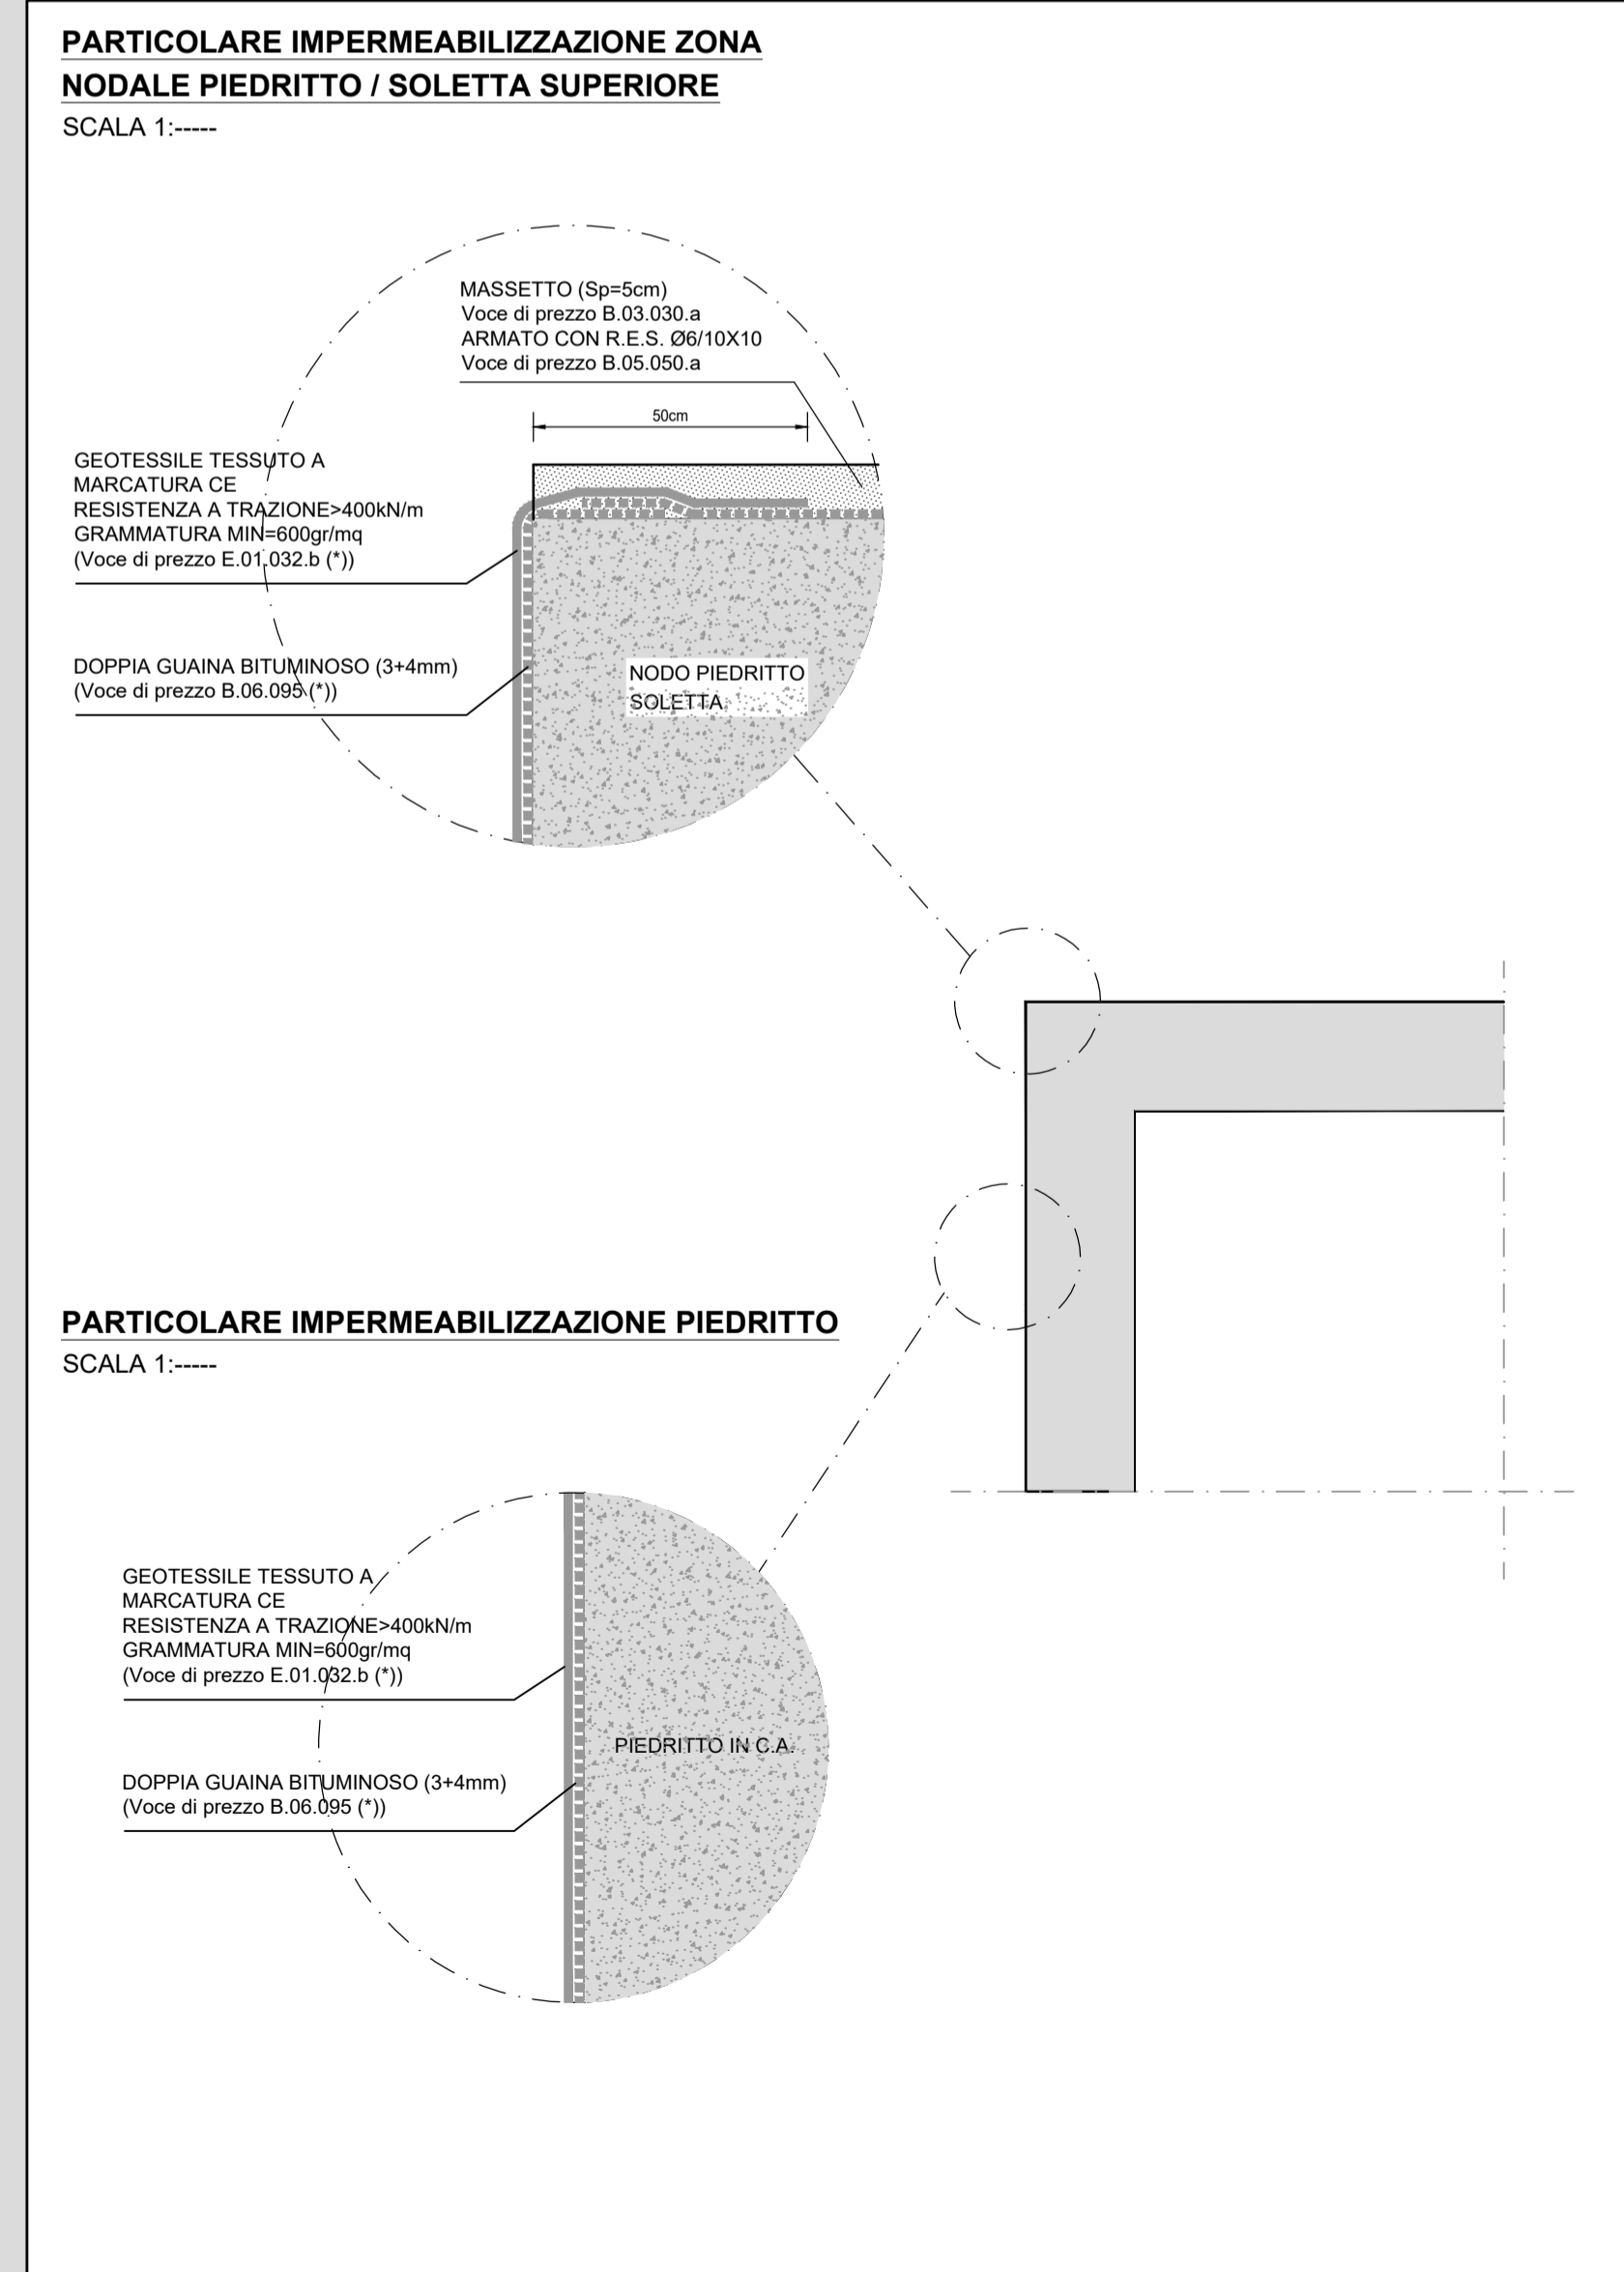 PARTICOLARE IMPERMEABILIZZAZIONE ZONA
NODALE PIEDRITTO / SOLETTA SUPERIORE
SCALA 1:-----
MASSETTO (Sp=5cm)
Voce di prezzo B.03.030.a
ARMATO CON R.E.S. Ø6/10X10
Voce di prezzo B.05.050.a
50cm
GEOTESSILE TESSUTO A
MARCATURA CE
RESISTENZA A TRAZIONE>400kN/m
GRAMMATURA MIN=600gr/mq
(Voce di prezzo E.01.032.b (*))
DOPPIA GUAINA BITUMINOSO (3+4mm)
(Voce di prezzo B.06.095 (*))
NODO PIEDRITTO
SOLETTA
PARTICOLARE IMPERMEABILIZZAZIONE PIEDRITTO
SCALA 1:-----
GEOTESSILE TESSUTO A
MARCATURA CE
RESISTENZA A TRAZIONE>400kN/m
GRAMMATURA MIN=600gr/mq
(Voce di prezzo E.01.032.b (*))
PIEDRITTO IN C.A.
DOPPIA GUAINA BITUMINOSO (3+4mm)
(Voce di prezzo B.06.095 (*))